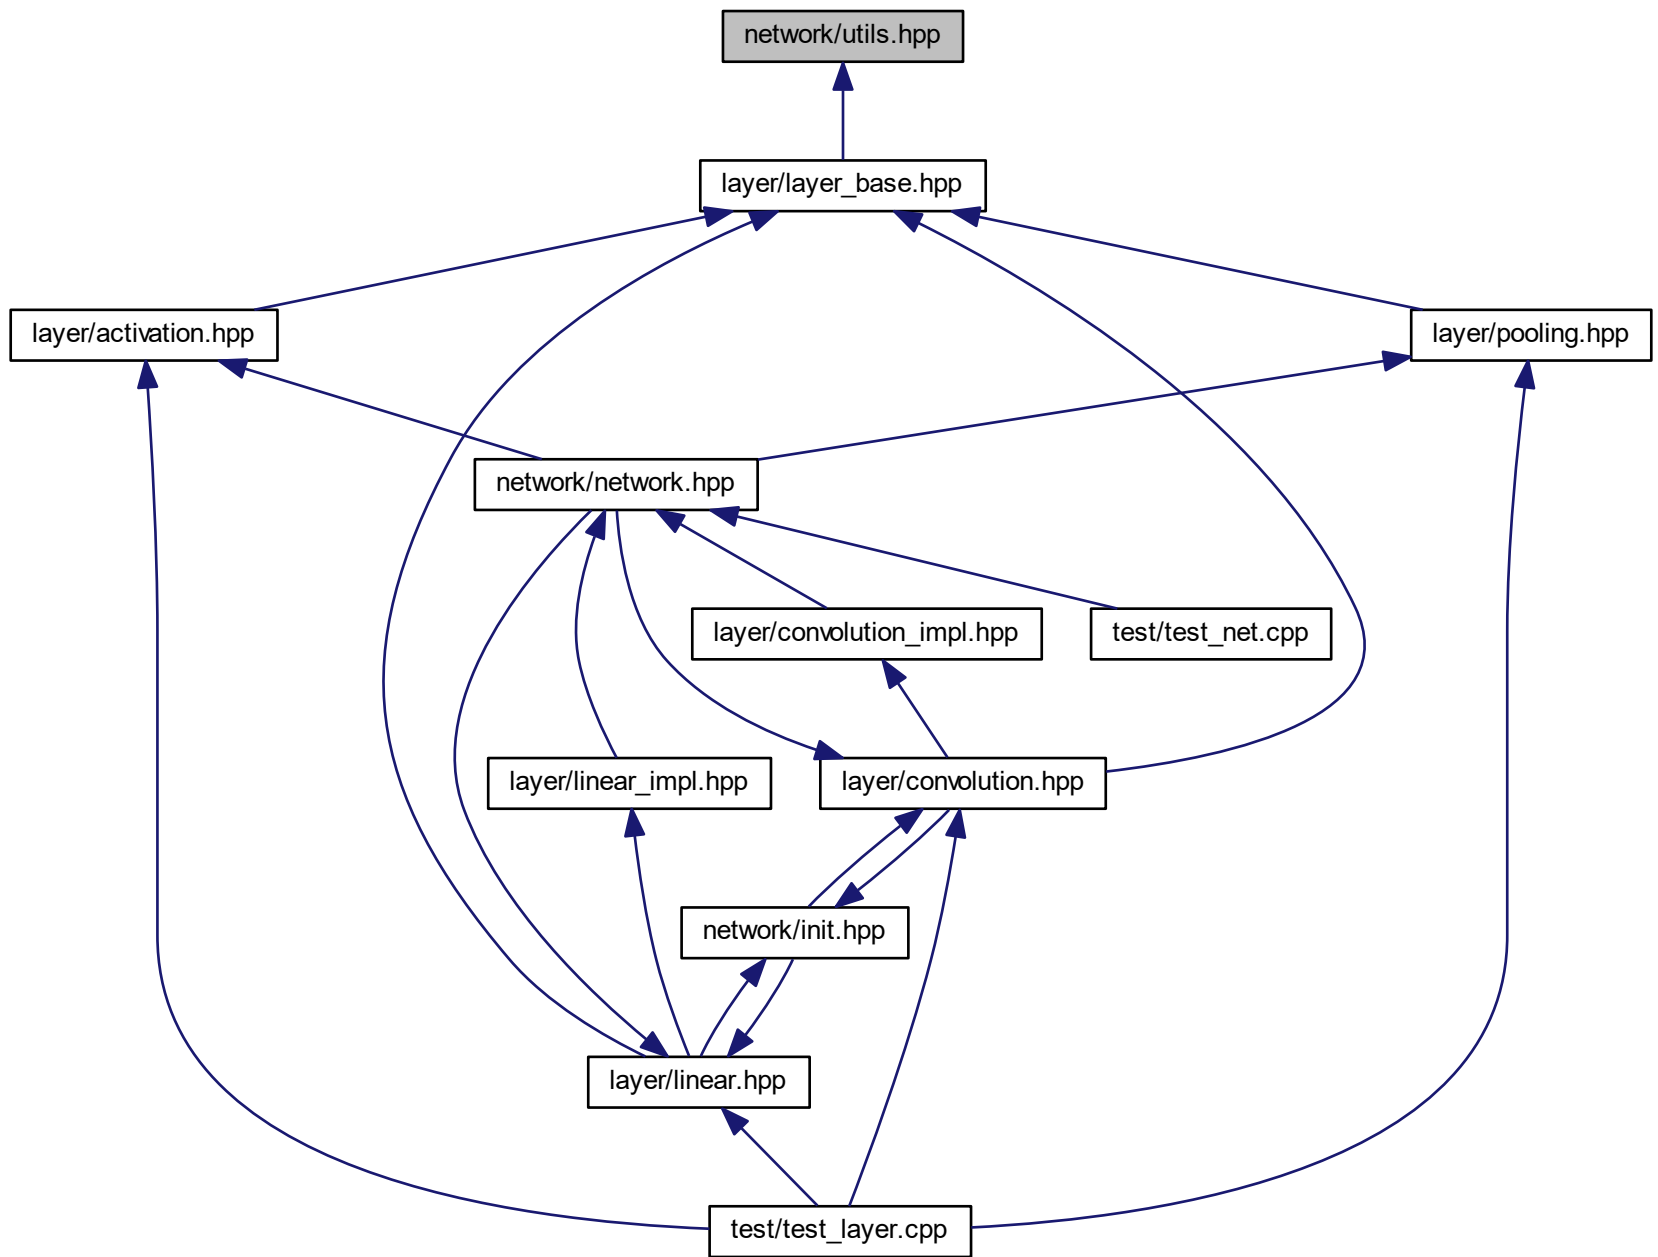 network/utils.hpp
layer/layer_base.hpp
layer/activation.hpp
layer/pooling.hpp
network/network.hpp
layer/convolution_impl.hpp
test/test_net.cpp
layer/linear_impl.hpp
layer/convolution.hpp
network/init.hpp
layer/linear.hpp
test/test_layer.cpp